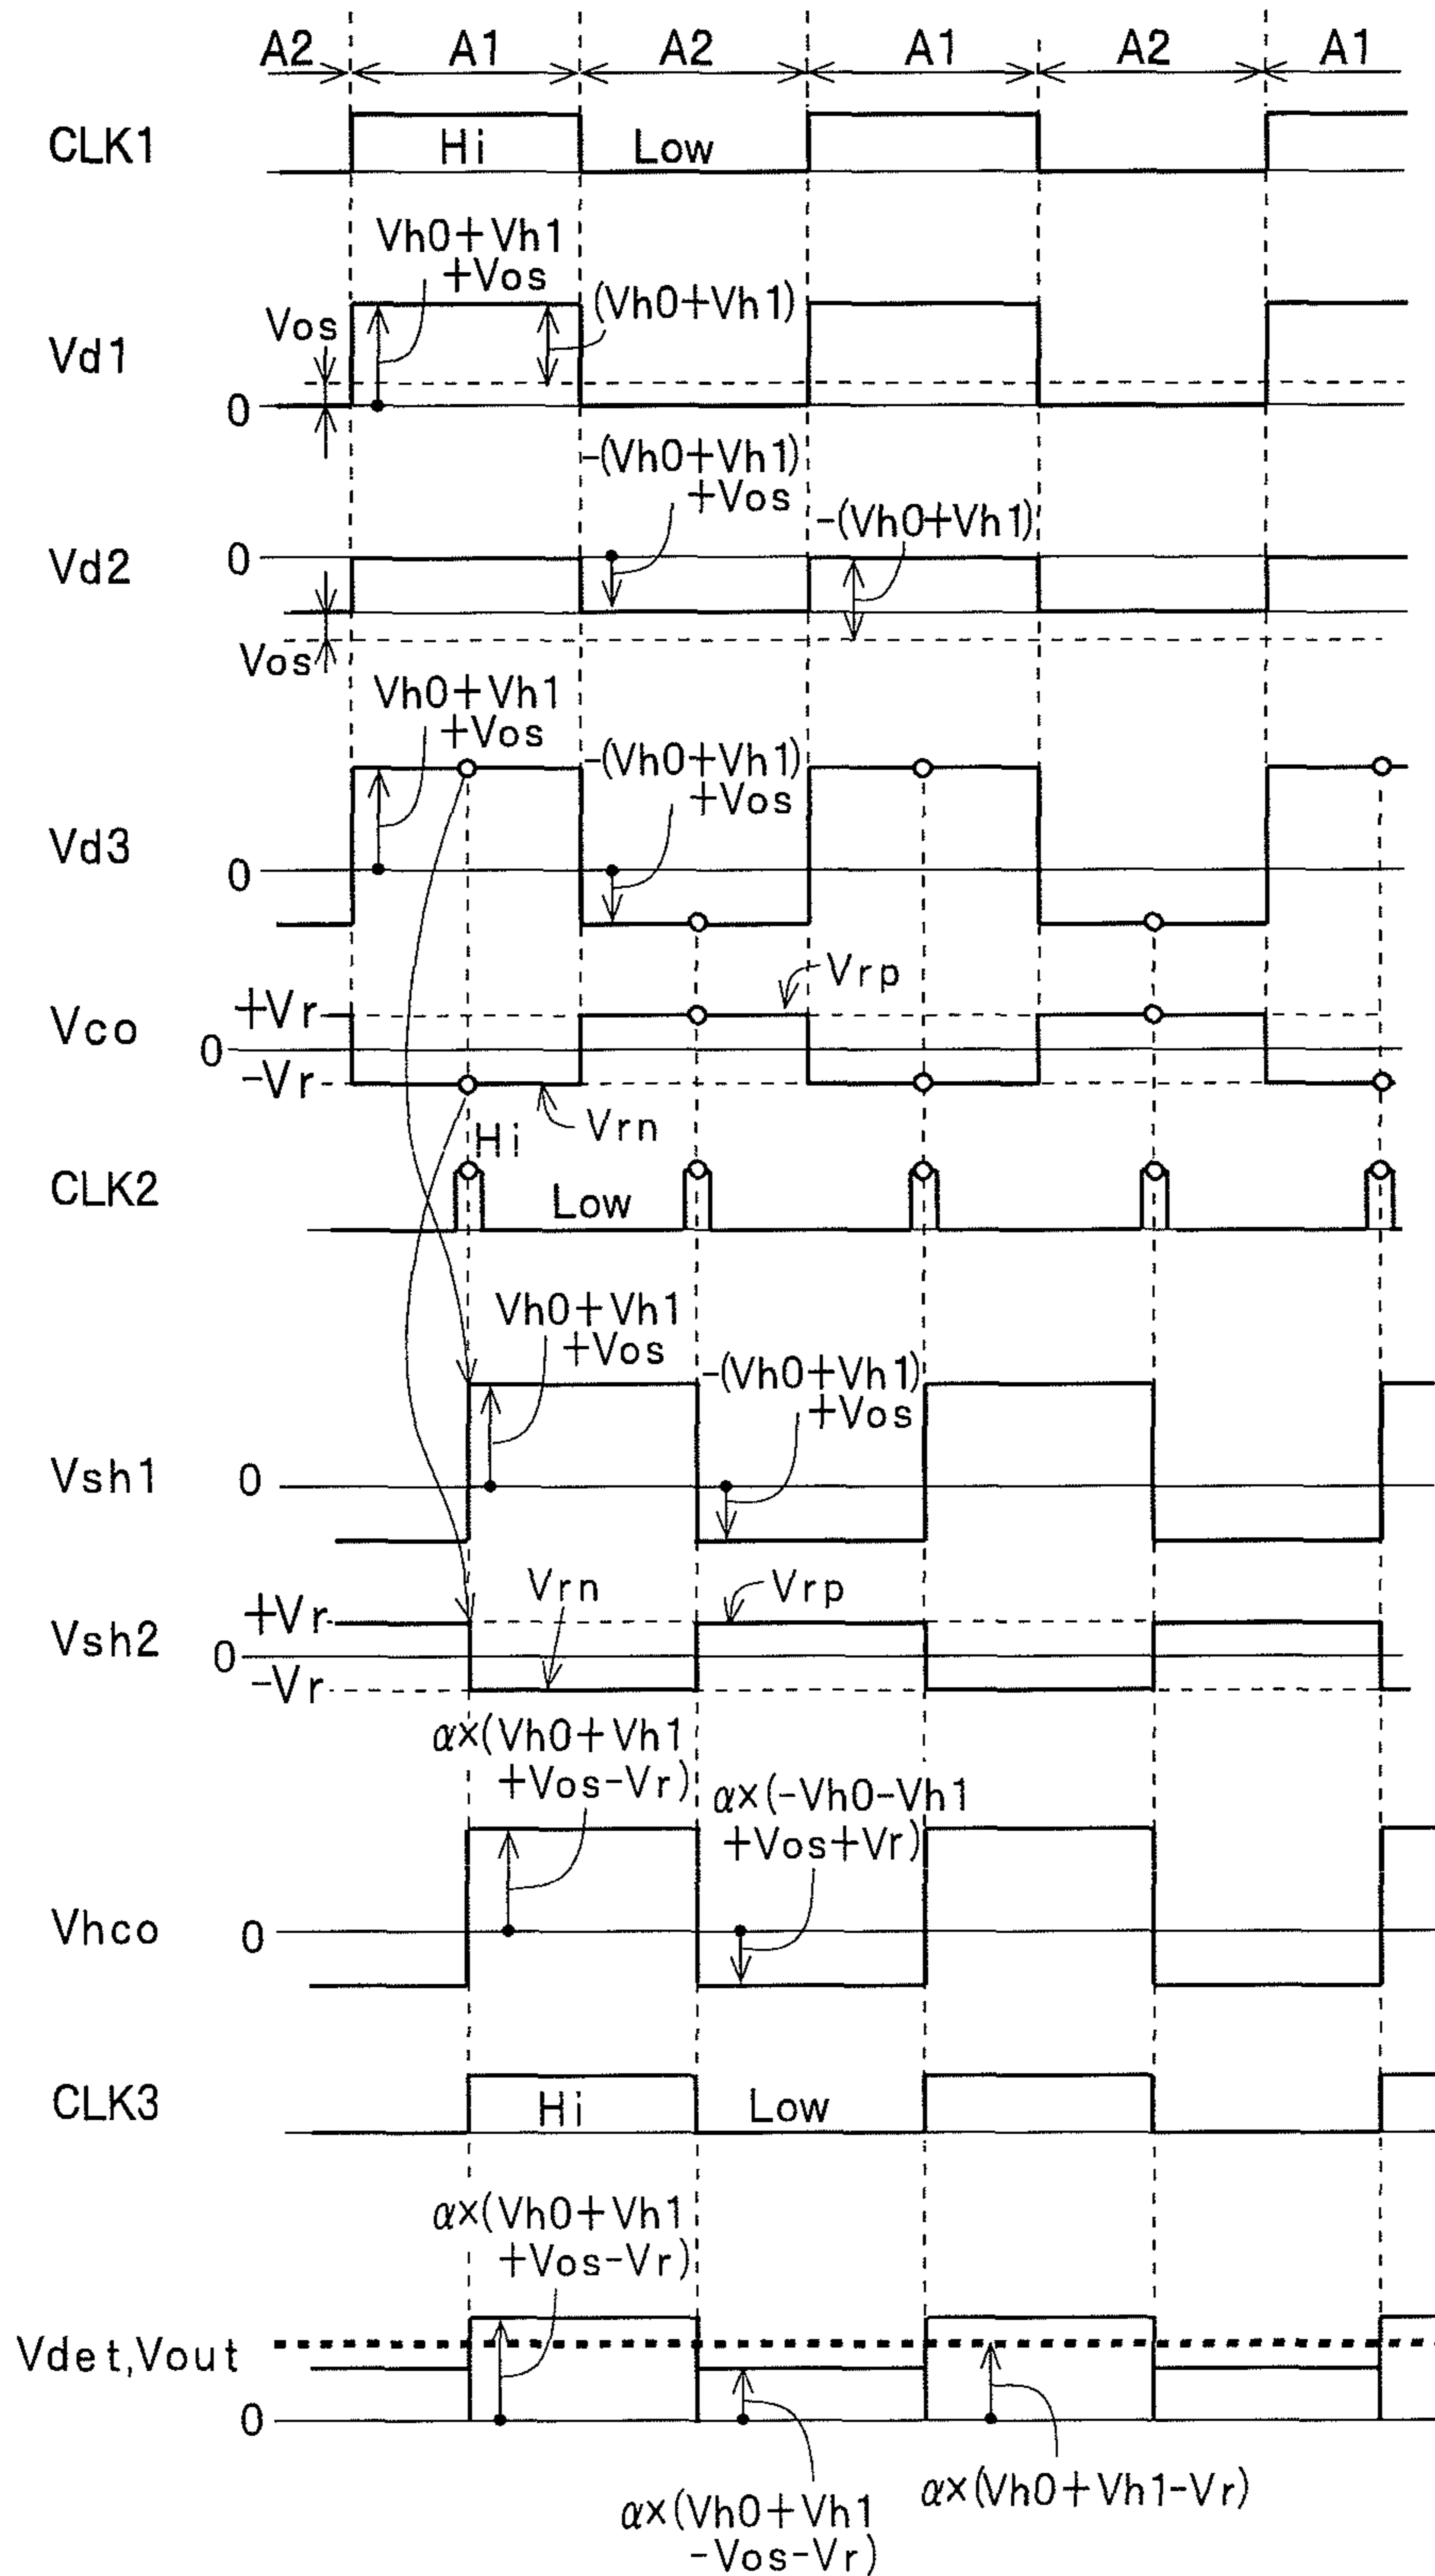 A2 A1 A2 A1 A2 A1
CLK1
Hi Low
Vh0+Vh1
+Vos
(Vh0+Vh1)
Vos
Vd1
0
-(Vh0+Vh1)
+Vos
-(Vh0+Vh1)
Vd2 0
Vos
Vh0+Vh1
+Vos
-(Vh0+Vh1)
+Vos
Vd3
0
Vrp
+Vr
Vco
0
-Vr
Vrn
Hi
CLK2
Low
Vh0+Vh1
+Vos
-(Vh0+Vh1)
+Vos
Vsh1 0
Vrn Vrp
+Vr
Vsh2
0
-Vr
α×(Vh0+Vh1
+Vos-Vr)
α×(-Vh0-Vh1
+Vos+Vr)
Vhco 0
CLK3
Hi Low
α×(Vh0+Vh1
+Vos-Vr)
Vdet,Vout
0
α×(Vh0+Vh1-Vr)
α×(Vh0+Vh1
-Vos-Vr)